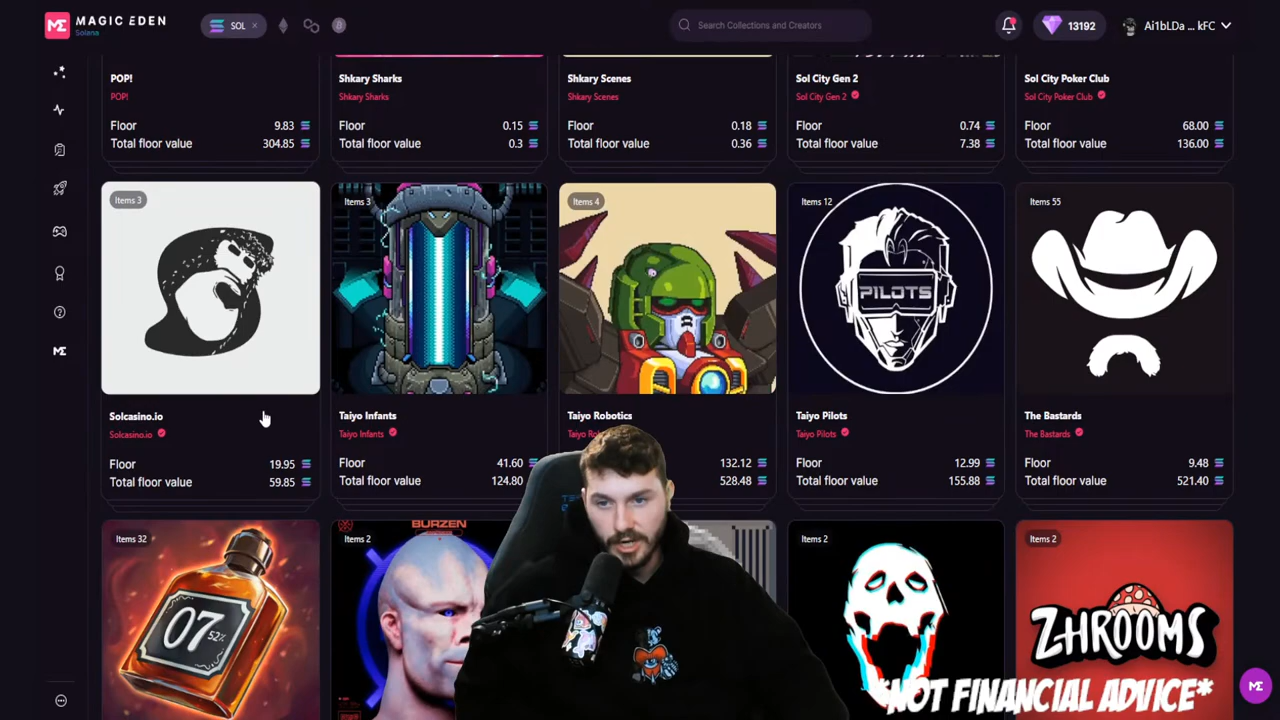 MAGIC EDEN
Solana
SOL ×
Search Collections and Creators
13192
Ai1bLDa ... kFC
POP!
POP!
Floor 9.83
Total floor value 304.85
Shkary Sharks
Shkary Sharks
Floor 0.15
Total floor value 0.3
Shkary Scenes
Shkary Scenes
Floor 0.18
Total floor value 0.36
Sol City Gen 2
Sol City Gen 2
Floor 0.74
Total floor value 7.38
Sol City Poker Club
Sol City Poker Club
Floor 68.00
Total floor value 136.00
Items 3
Solcasino.io
Solcasino.io
Floor 19.95
Total floor value 59.85
Items 3
Taiyo Infants
Taiyo Infants
Floor 41.60
Total floor value 124.80
Items 4
Taiyo Robotics
Taiyo
132.12
528.48
Items 12
PILOTS
Taiyo Pilots
Taiyo Pilots
Floor 12.99
Total floor value 155.88
Items 55
The Bastards
The Bastards
Floor 9.48
Total floor value 521.40
Items 32
07
52%
Items 2
BURZEN
Items 2
Items 2
ZHROOMS
*NOT FINANCIAL ADVICE*